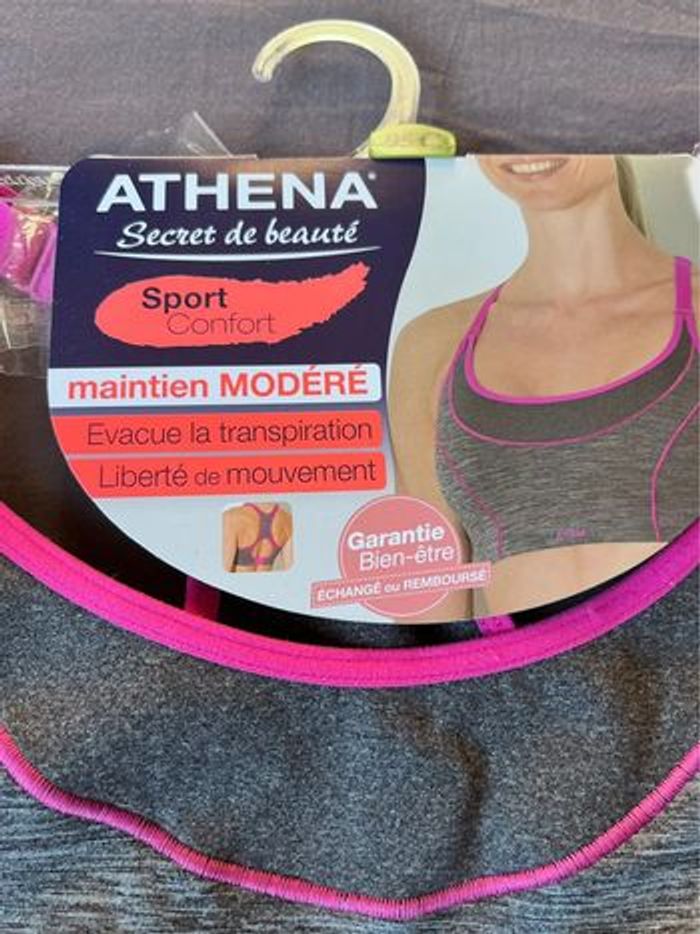 ATHENA®
Secret de beauté
Sport
Confort
maintien MODÉRÉ
Evacue la transpiration
Liberté de mouvement
Garantie
Bien-être
ÉCHANGÉ ou REMBOURSÉ